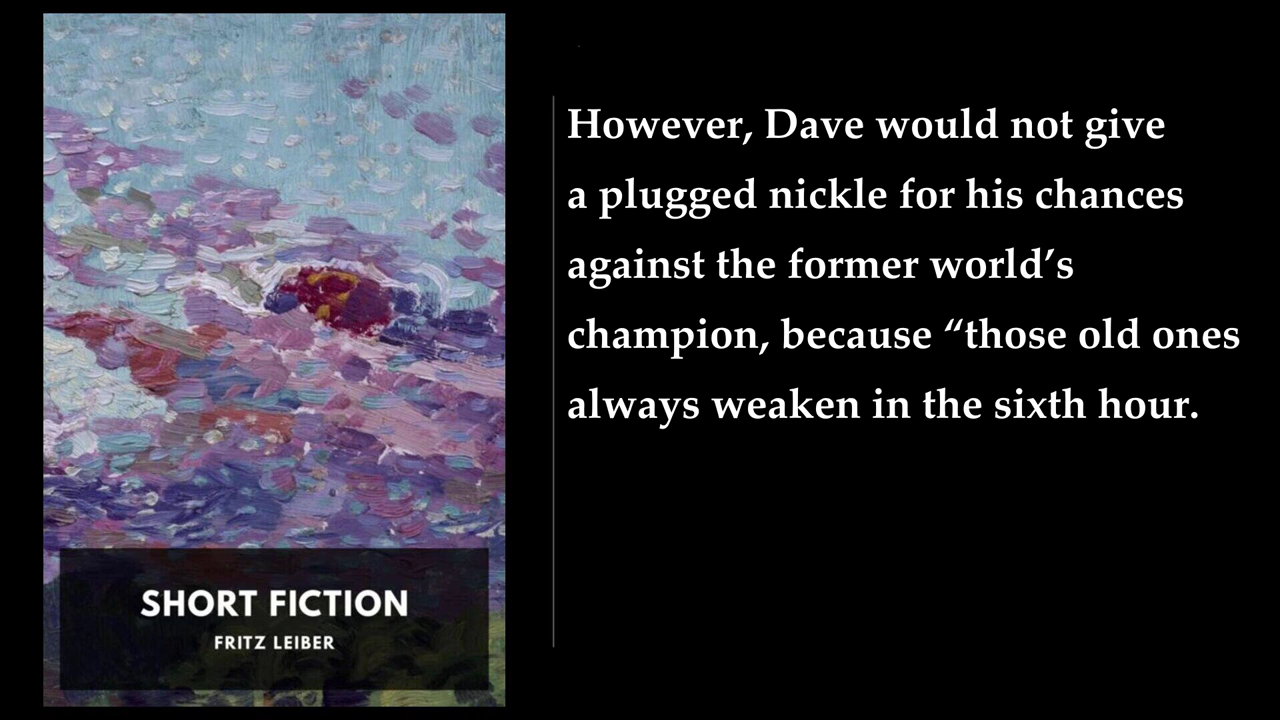 SHORT FICTION
FRITZ LEIBER
However, Dave would not give
a plugged nickle for his chances
against the former world’s
champion, because “those old ones
always weaken in the sixth hour.